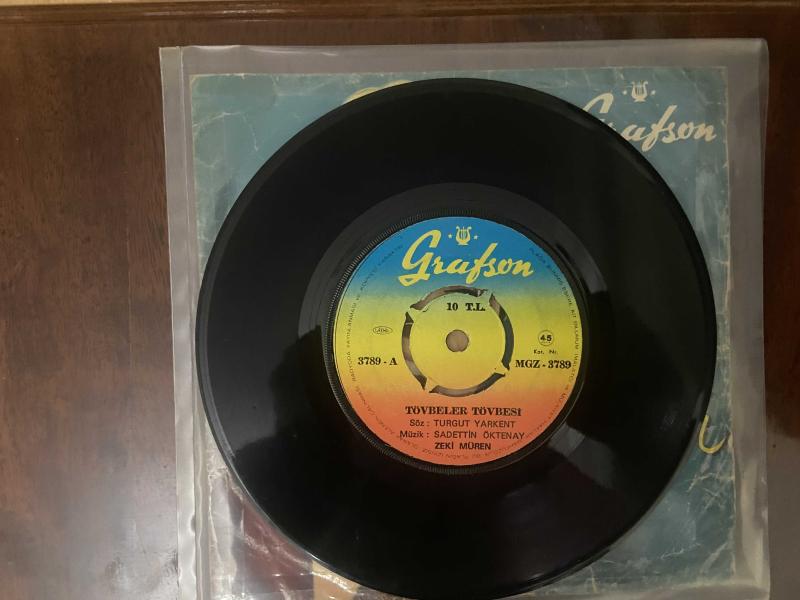 Grafson
Grafson
10 T.L.
45
Kat. Nr.
3789 - A
MGZ - 3789
TÖVBELER TÖVBESİ
Söz : TURGUT YARKENT
Müzik : SADETTİN ÖKTENAY
ZEKİ MÜREN